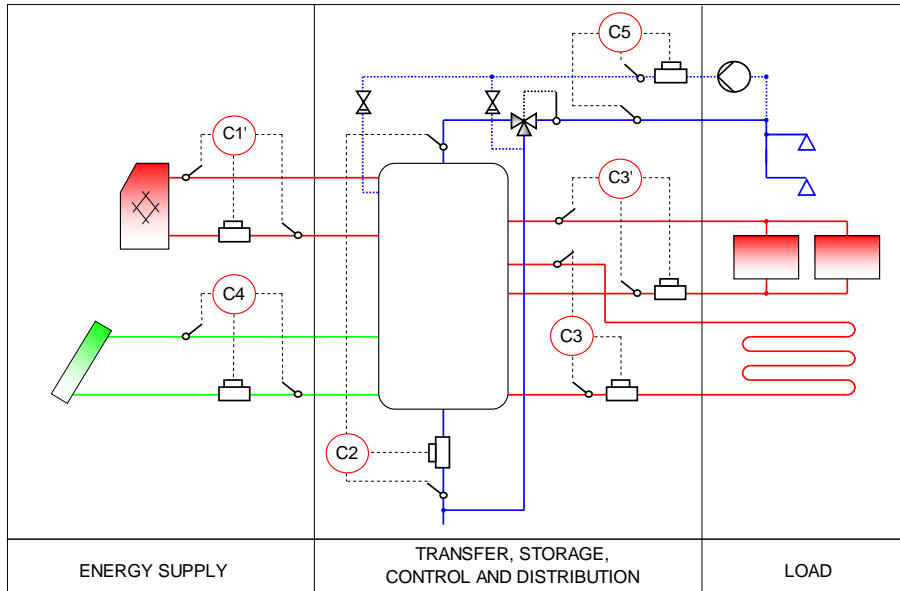 C5
C1'
C3'
C4
C3
C2
ENERGY SUPPLY
TRANSFER, STORAGE,
CONTROL AND DISTRIBUTION
LOAD